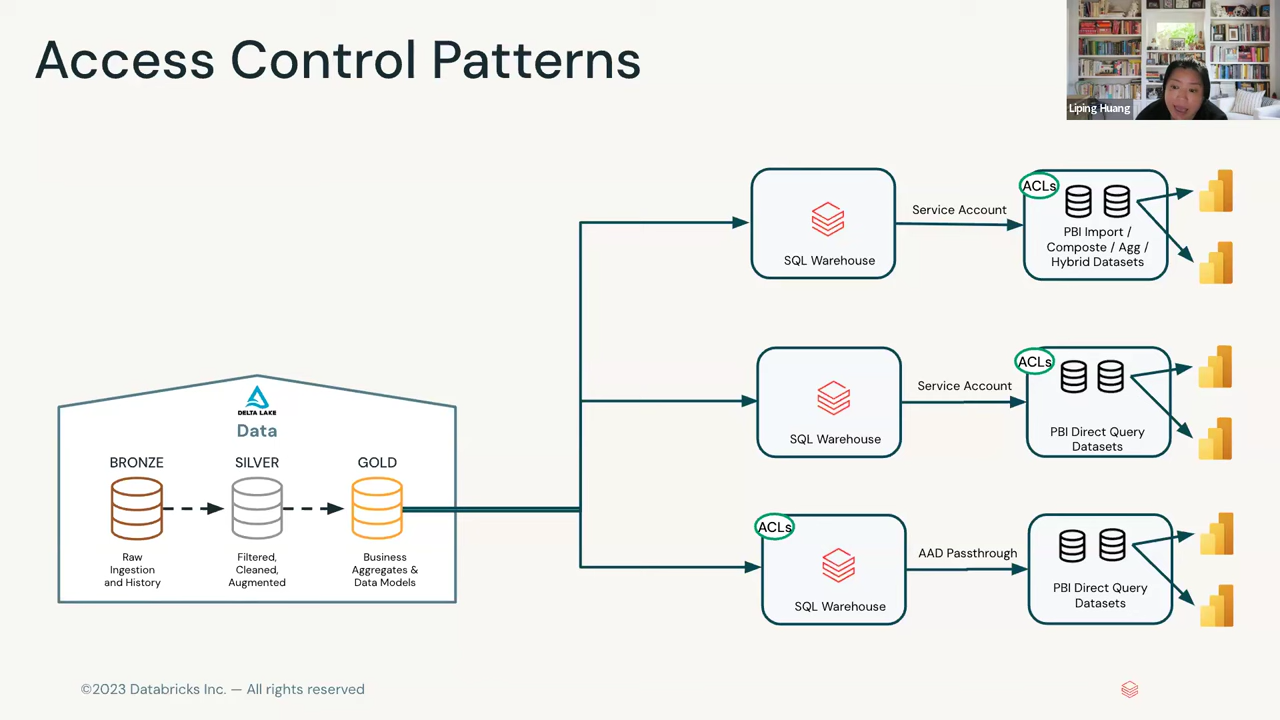 Access Control Patterns
Liping Huang
DELTA LAKE
Data
BRONZE
SILVER
GOLD
Raw
Ingestion
and History
Filtered,
Cleaned,
Augmented
Business
Aggregates &
Data Models
SQL Warehouse
Service Account
ACLs
PBI Import /
Composte / Agg /
Hybrid Datasets
SQL Warehouse
Service Account
ACLs
PBI Direct Query
Datasets
ACLs
SQL Warehouse
AAD Passthrough
PBI Direct Query
Datasets
©2023 Databricks Inc. — All rights reserved